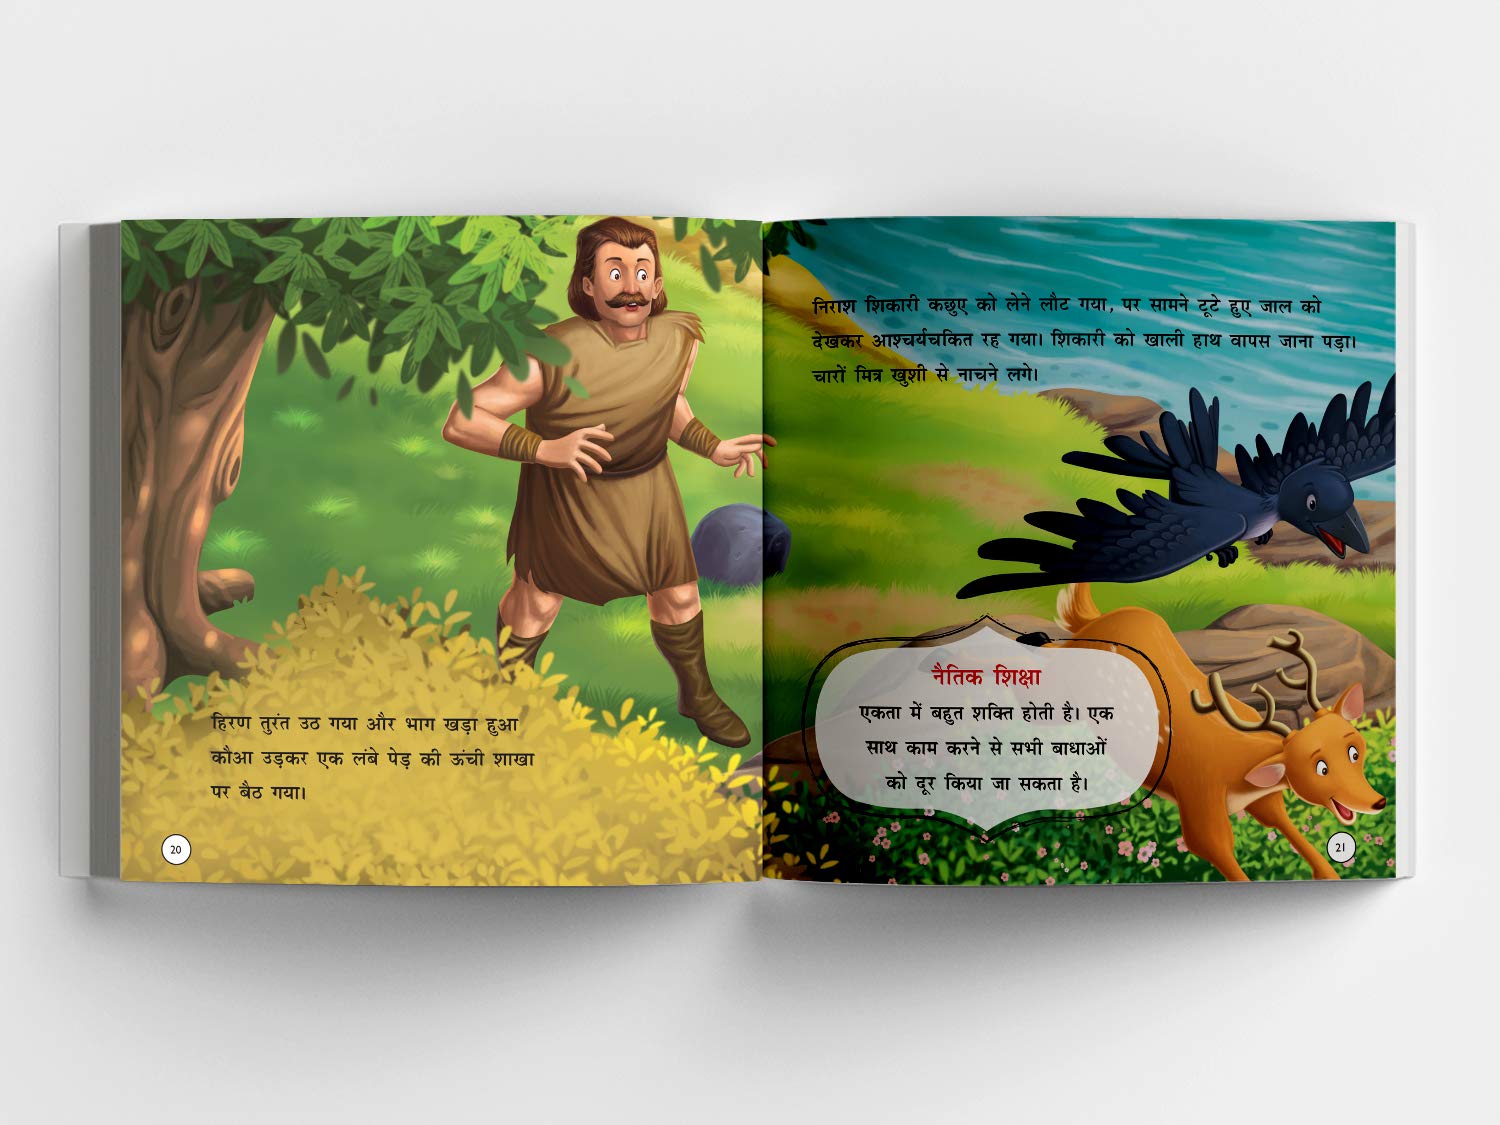 हिरण तुरंत उठ गया और भाग खड़ा हुआ
कौआ उड़कर एक लंबे पेड़ की ऊंची शाखा
पर बैठ गया।
20
निराश शिकारी कछुए को लेने लौट गया, पर सामने टूटे हुए जाल को
देखकर आश्चर्यचकित रह गया। शिकारी को खाली हाथ वापस जाना पड़ा।
चारों मित्र खुशी से नाचने लगे।
नैतिक शिक्षा
एकता में बहुत शक्ति होती है। एक
साथ काम करने से सभी बाधाओं
को दूर किया जा सकता है।
21